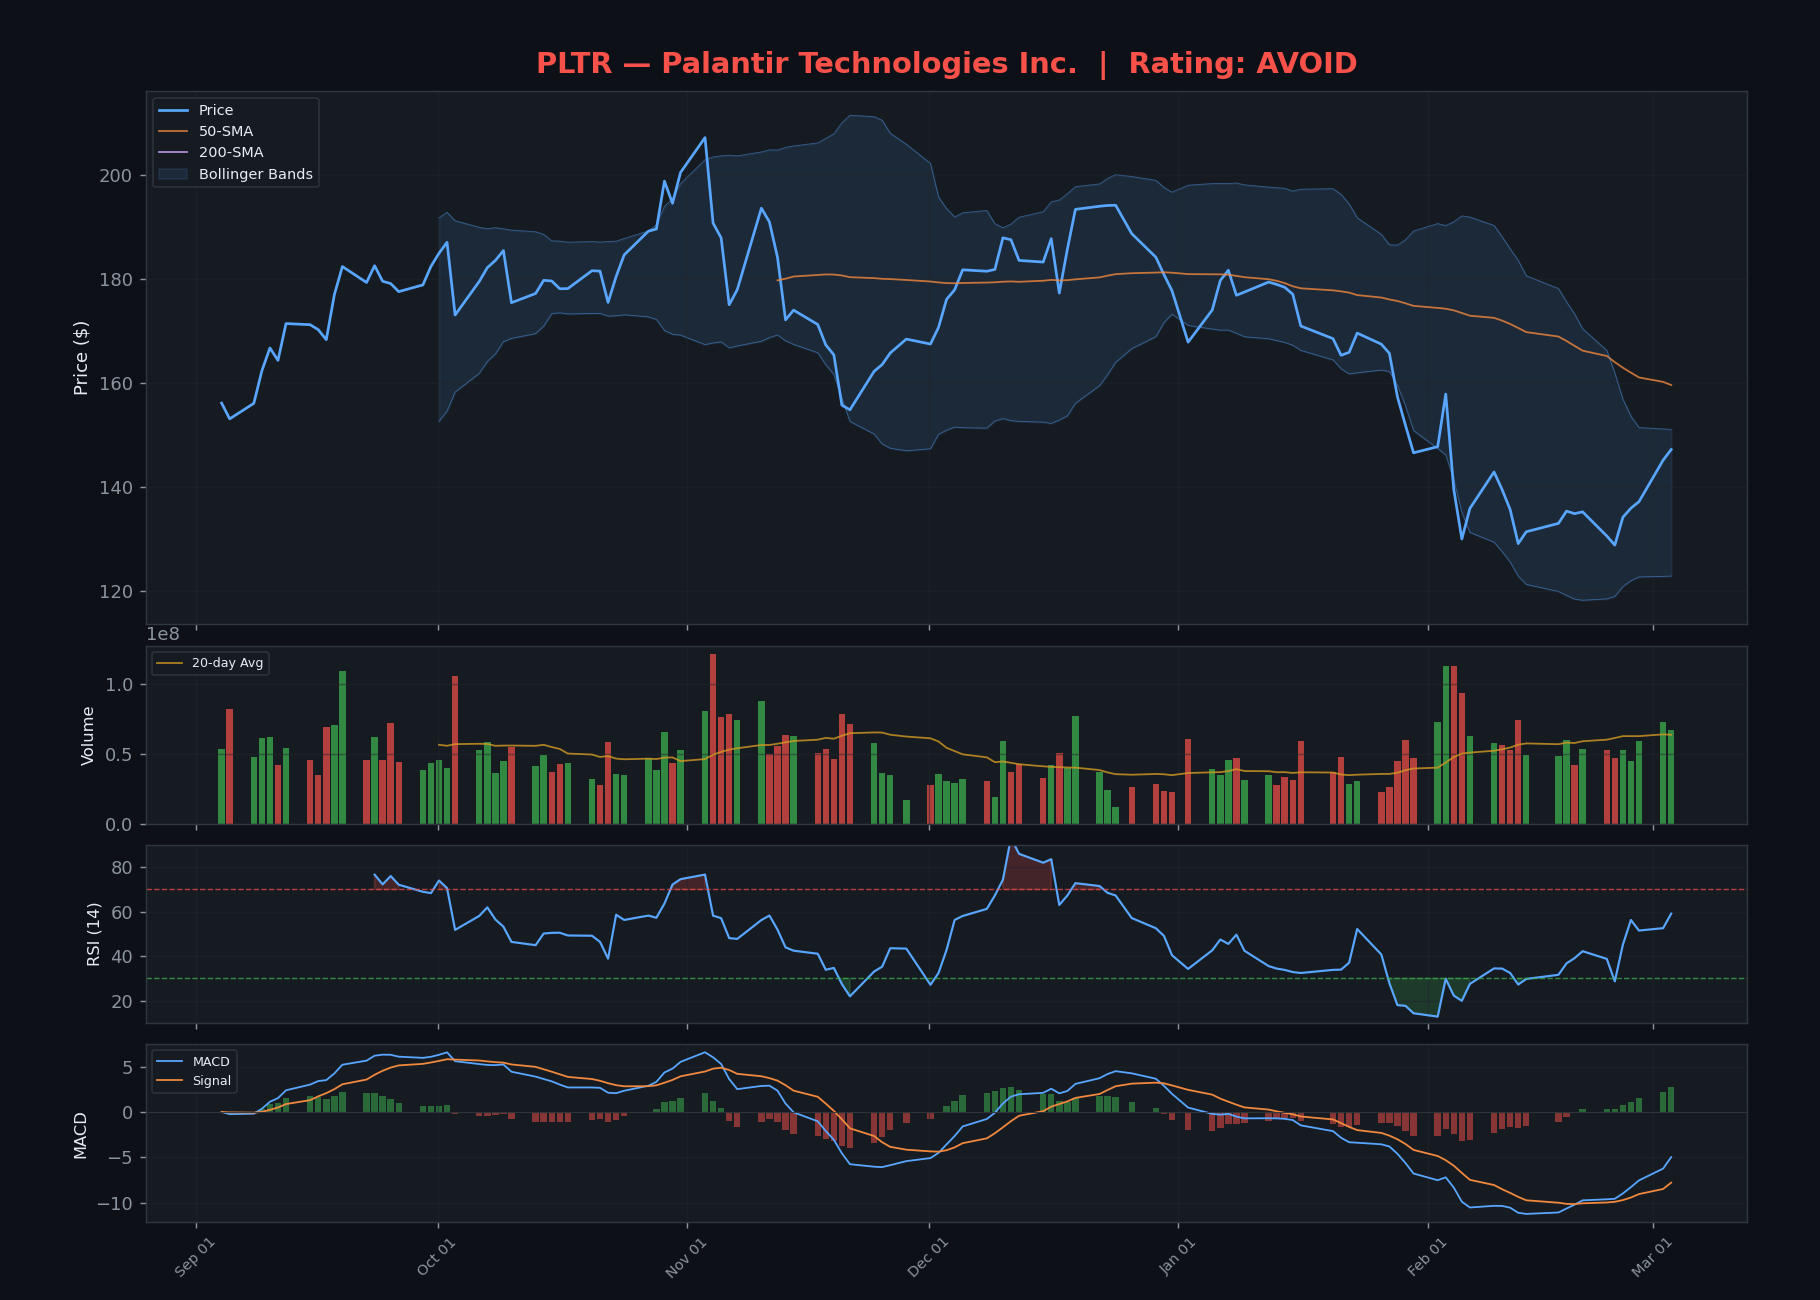 PLTR — Palantir Technologies Inc. | Rating: AVOID
Price
50-SMA
200-SMA
Bollinger Bands
Price ($)
200
180
160
140
120
1e8
20-day Avg
Volume
1.0
0.5
0.0
RSI (14)
80
60
40
20
MACD
Signal
MACD
5
0
−5
−10
Sep 01
Oct 01
Nov 01
Dec 01
Jan 01
Feb 01
Mar 01